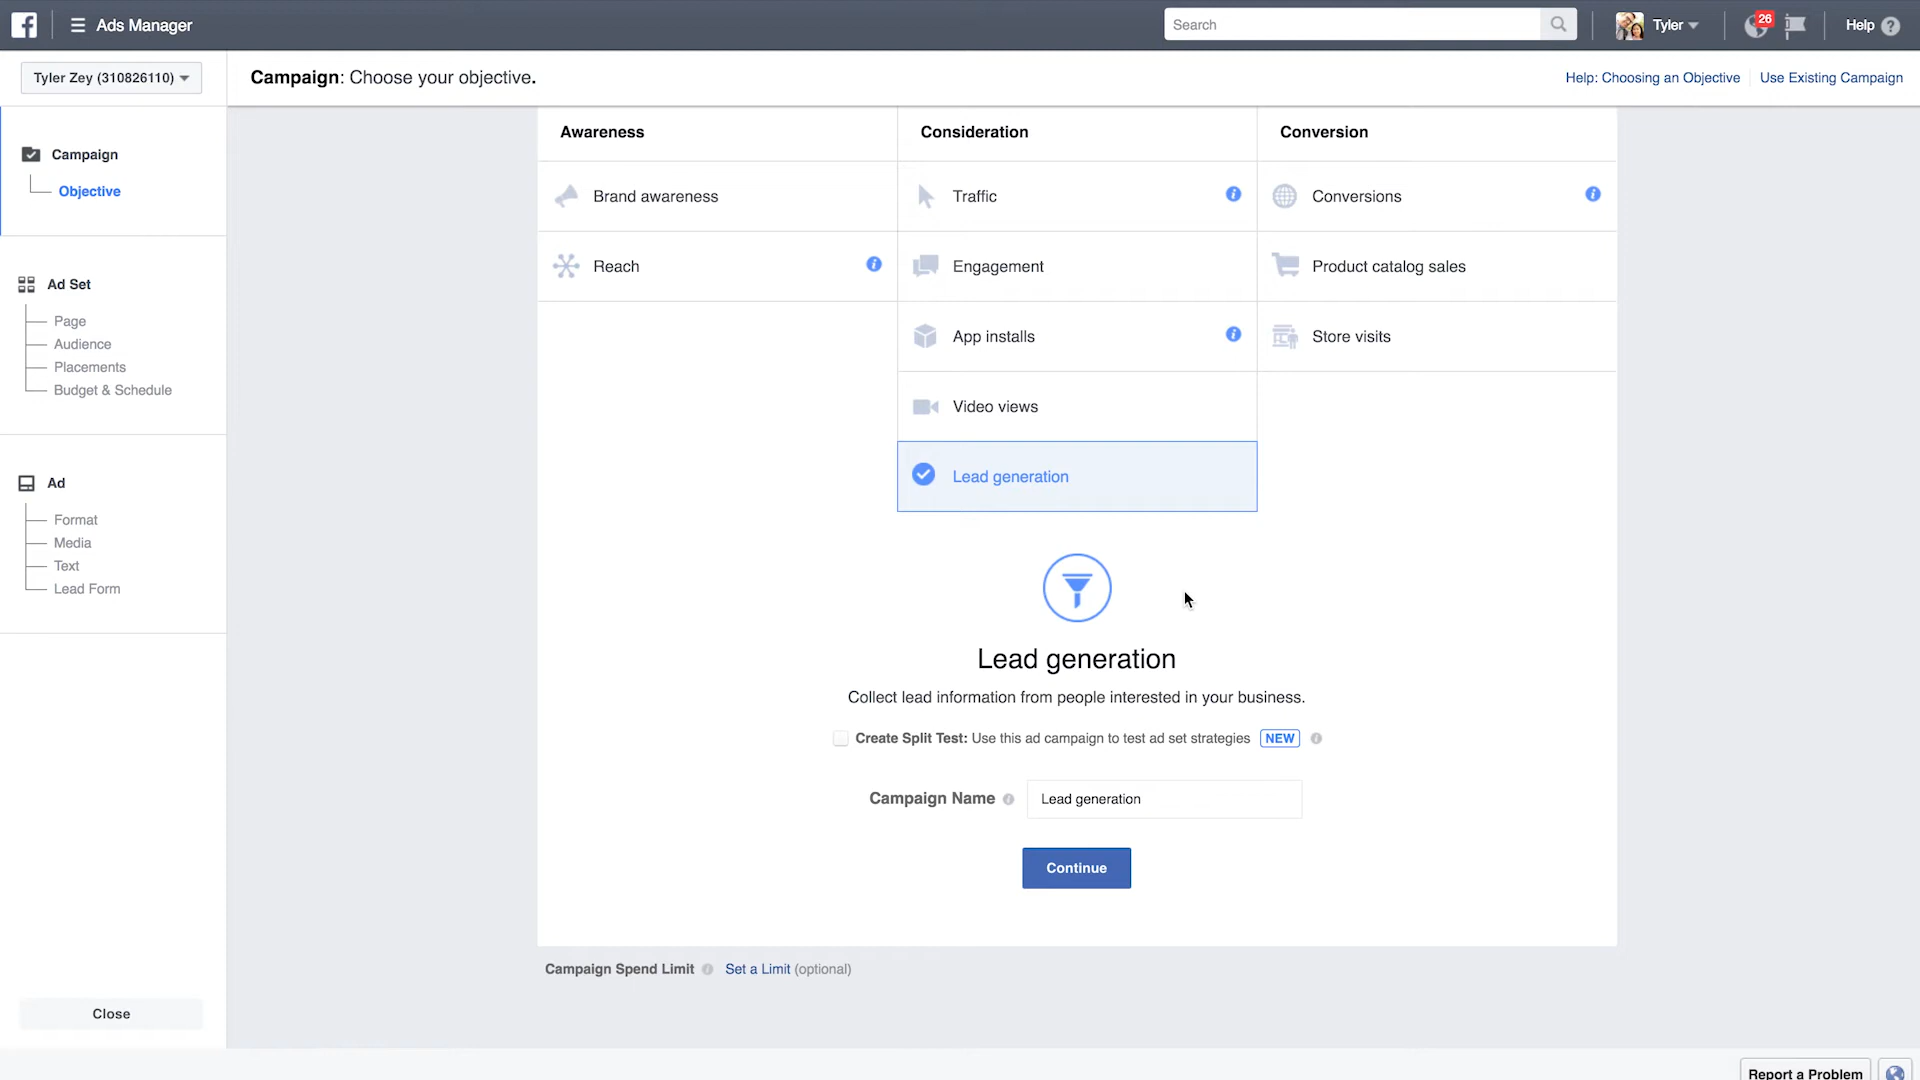 Ads Manager
Search
Tyler
26
Help
Tyler Zey (310826110)
Campaign: Choose your objective.
Help: Choosing an Objective
Use Existing Campaign
Campaign
Objective
Ad Set
Page
Audience
Placements
Budget & Schedule
Ad
Format
Media
Text
Lead Form
Close
Awareness
Consideration
Conversion
Brand awareness
Traffic
Conversions
Reach
Engagement
Product catalog sales
App installs
Store visits
Video views
Lead generation
Lead generation
Collect lead information from people interested in your business.
Create Split Test: Use this ad campaign to test ad set strategies NEW
Campaign Name
Lead generation
Continue
Campaign Spend Limit
Set a Limit (optional)
Report a Problem